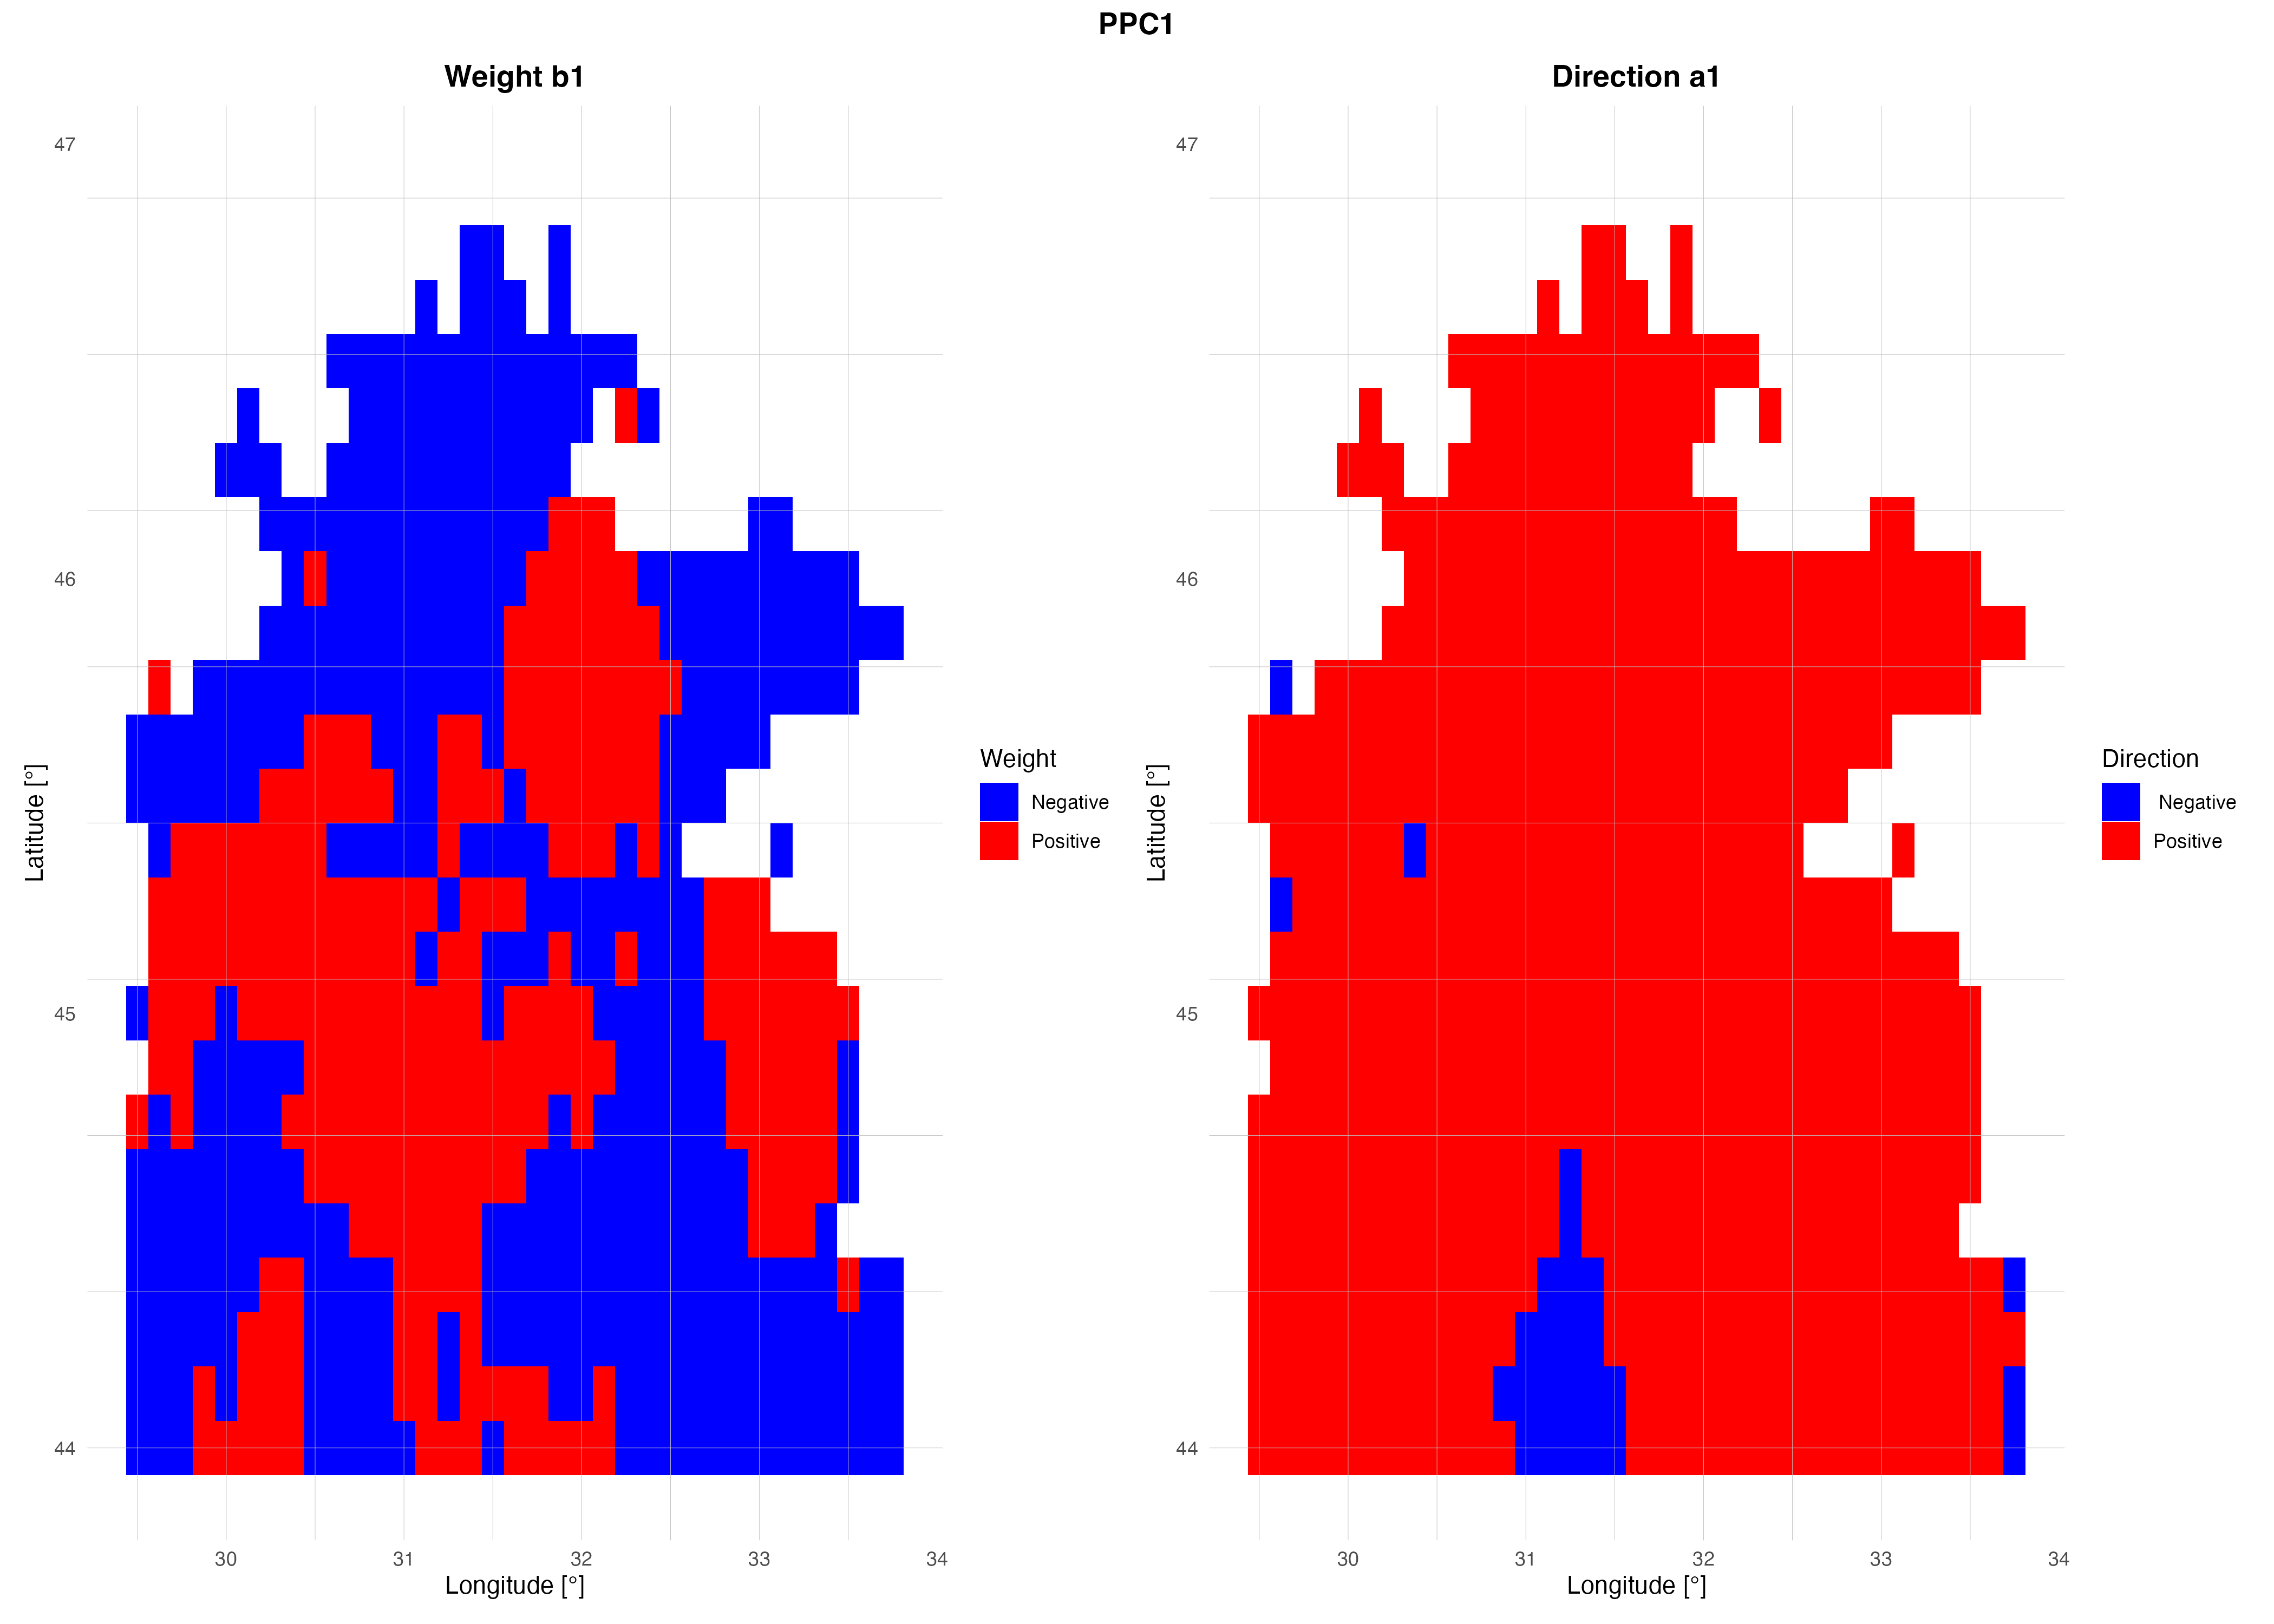 PPC1
Weight b1
47
46
45
44
Latitude [°]
30 31 32 33 34
Longitude [°]
Weight
Negative
Positive
Direction a1
47
46
45
44
Latitude [°]
30 31 32 33 34
Longitude [°]
Direction
Negative
Positive